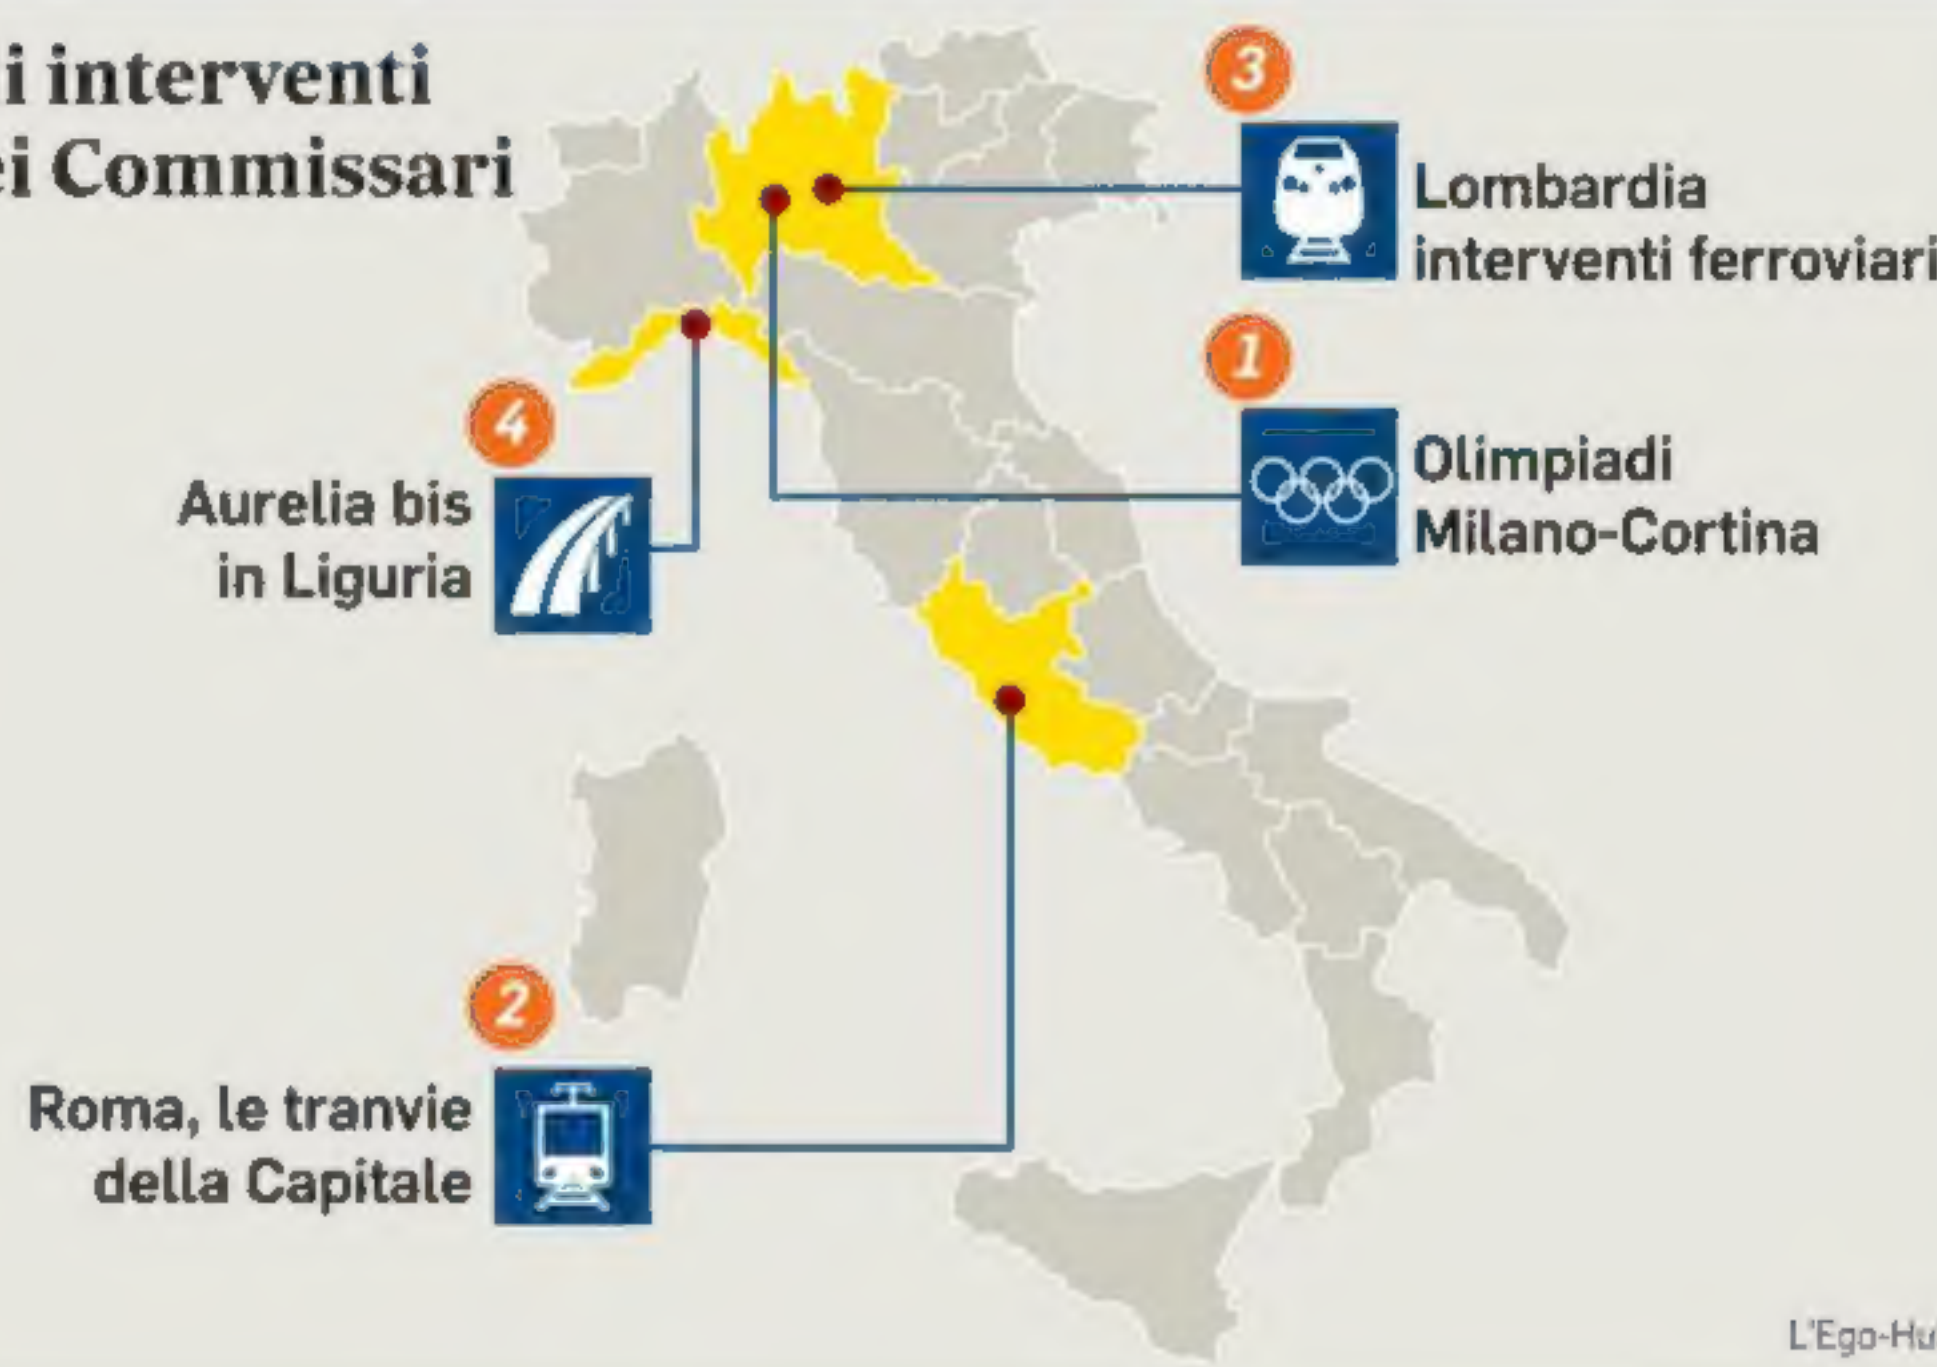 i interventi
ei Commissari
3
Lombardia
interventi ferroviari
1
Olimpiadi
Milano-Cortina
4
Aurelia bis
in Liguria
2
Roma, le tranvie
della Capitale
L'Ego-Hu